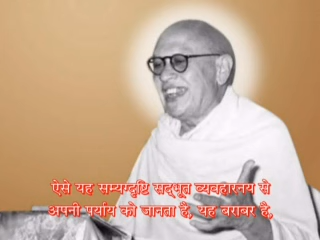 ऐसे यह सम्यग्दृष्टि सद्भूत व्यवहारनय से
अपनी पर्याय को जानता है, यह बराबर है,